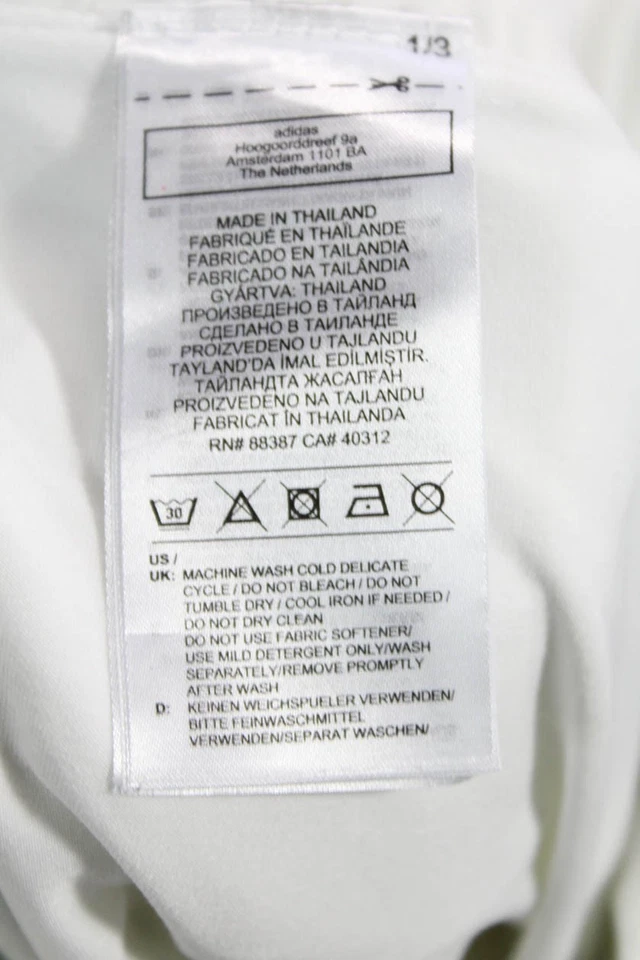 1/3
adidas
Hoogoorddreef 9a
Amsterdam 1101 BA
The Netherlands
MADE IN THAILAND
FABRIQUÉ EN THAÏLANDE
FABRICADO EN TAILANDIA
FABRICADO NA TAILÂNDIA
GYÁRTVA: THAILAND
ПРОИЗВЕДЕНО В ТАЙЛАНД
СДЕЛАНО В ТАИЛАНДЕ
PROIZVEDENO U TAJLANDU
TAYLAND'DA İMAL EDİLMİŞTİR.
ТАЙЛАНДТА ЖАСАЛҒАН
PROIZVEDENO NA TAJLANDU
FABRICAT ÎN THAILANDA
RN# 88387 CA# 40312
30
US /
UK: MACHINE WASH COLD DELICATE
CYCLE / DO NOT BLEACH / DO NOT
TUMBLE DRY / COOL IRON IF NEEDED /
DO NOT DRY CLEAN
DO NOT USE FABRIC SOFTENER/
USE MILD DETERGENT ONLY/WASH
SEPARATELY/REMOVE PROMPTLY
AFTER WASH
D: KEINEN WEICHSPUELER VERWENDEN/
BITTE FEINWASCHMITTEL
VERWENDEN/SEPARAT WASCHEN/